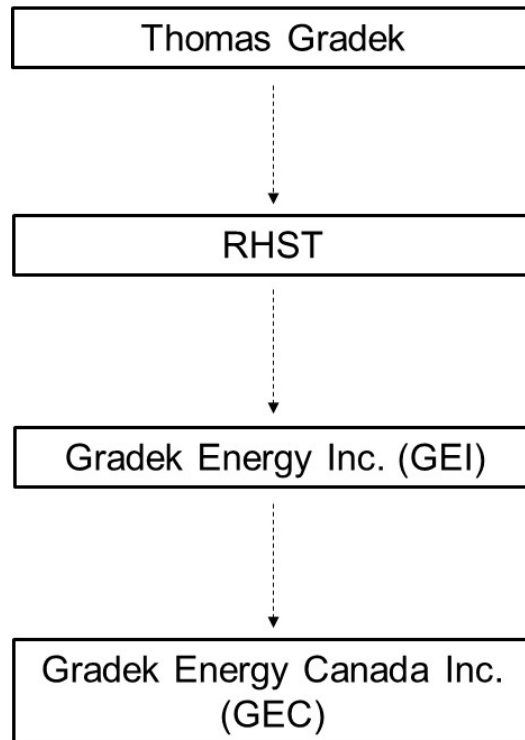 Thomas Gradek
RHST
Gradek Energy Inc. (GEI)
Gradek Energy Canada Inc.
(GEC)